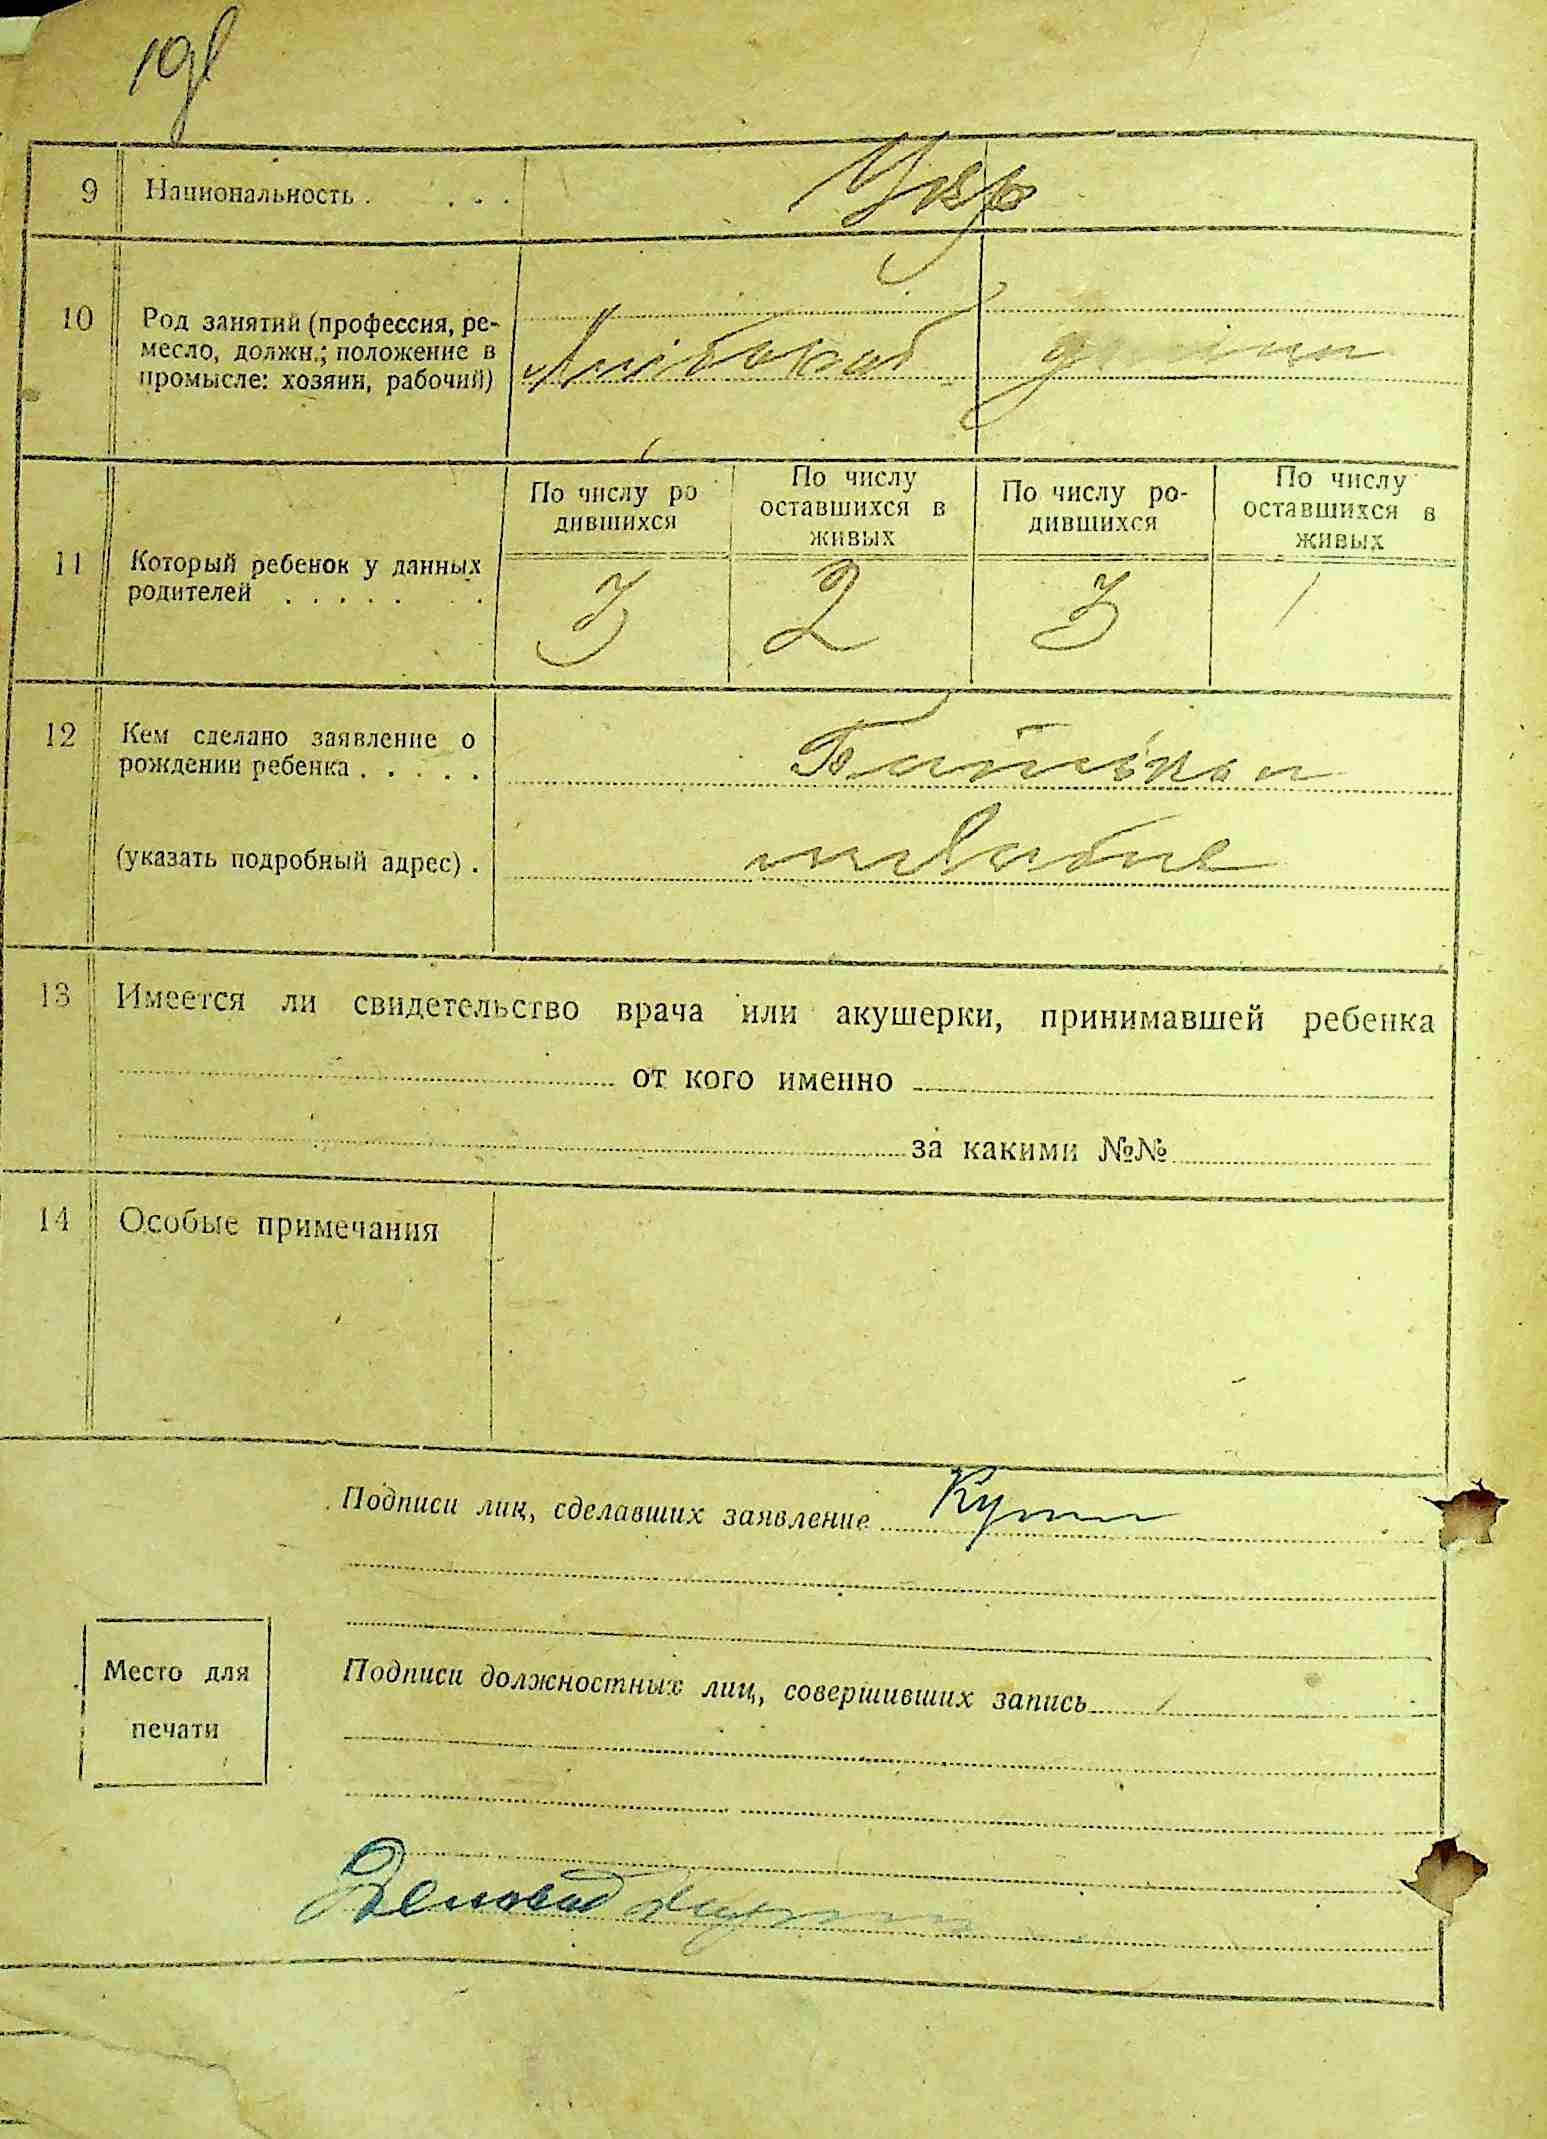 9 Национальность . . . . Укр
10 Род занятий (профессия, ре-
месло, должн.; положение в
промысле: хозяин, рабочий)
По числу ро
дившихся
По числу
оставшихся в
живых
По числу ро-
дившихся
По числу
оставшихся в
живых
11 Который ребенок у данных
родителей . . . . . . .
3 2 3 1
12 Кем сделано заявление о
рождении ребенка . . . . .
(указать подробный адрес) .
13 Имеется ли свидетельство врача или акушерки, принимавшей ребенка
от кого именно
за какими №№
14 Особые примечания
Подписи лиц, сделавших заявление
Место для
печати
Подписи должностных лиц, совершивших запись